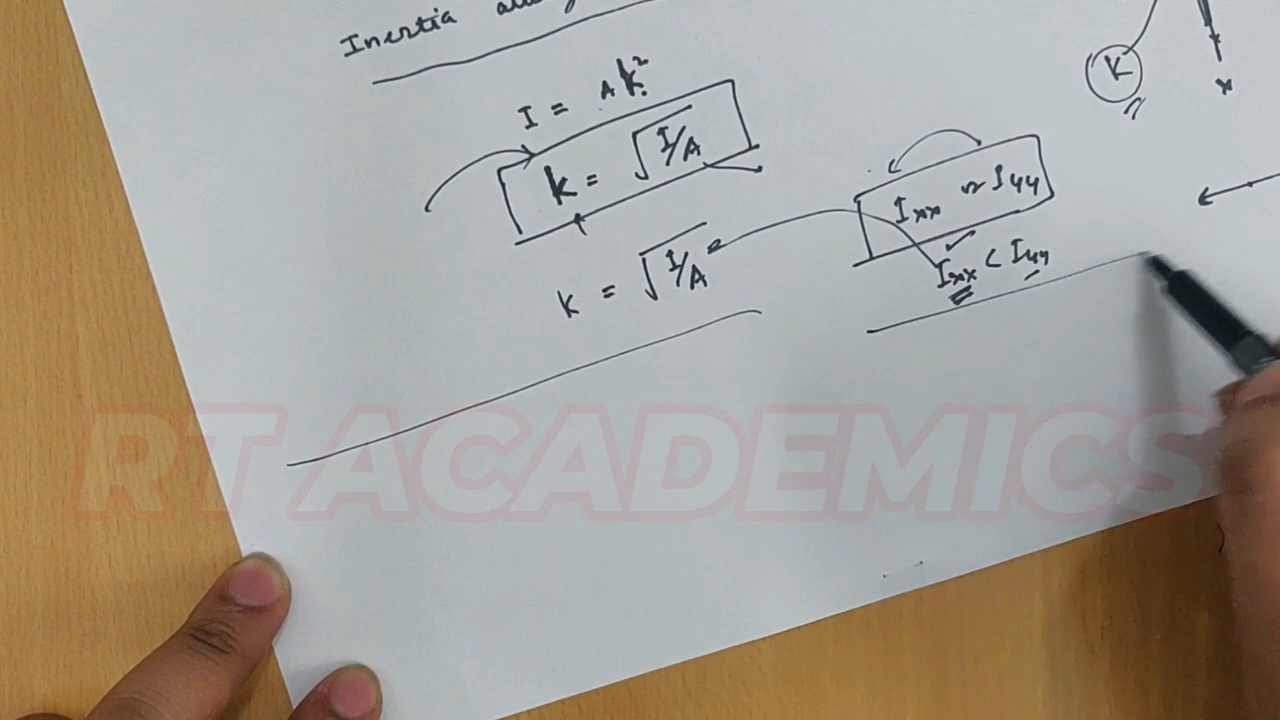 Inertia
I = Ak²
k = √I/A
K
x
Ixx or Iyy
k = √I/A
Ixx < Iyy
RT ACADEMICS